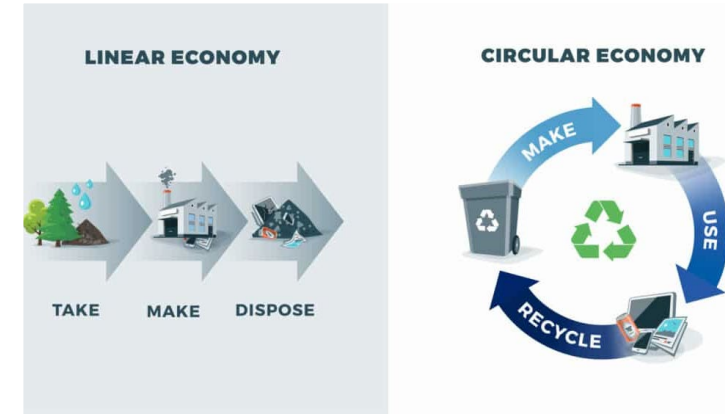 LINEAR ECONOMY
TAKE
MAKE
DISPOSE
CIRCULAR ECONOMY
MAKE
USE
RECYCLE